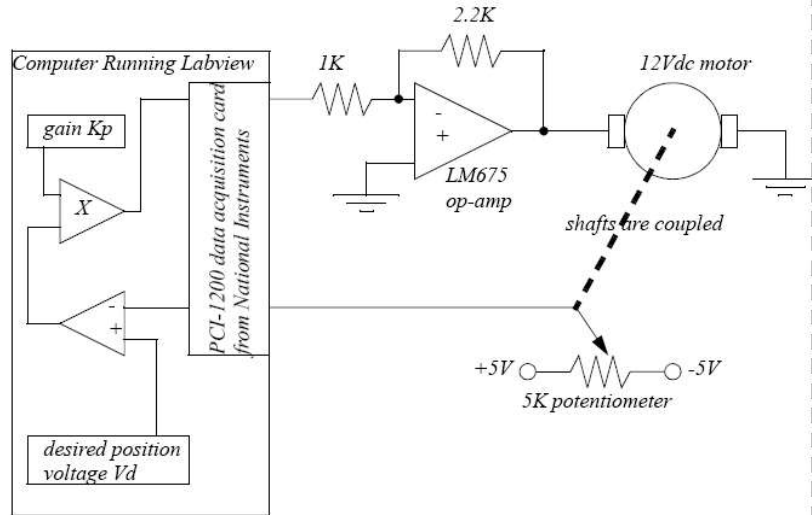 2.2K
Computer Running Labview
1K
12Vdc motor
gain Kp
-
+
X
LM675
op-amp
PCI-1200 data acquisition card
from National Instruments
shafts are coupled
-
+
+5V
-5V
5K potentiometer
desired position
voltage Vd